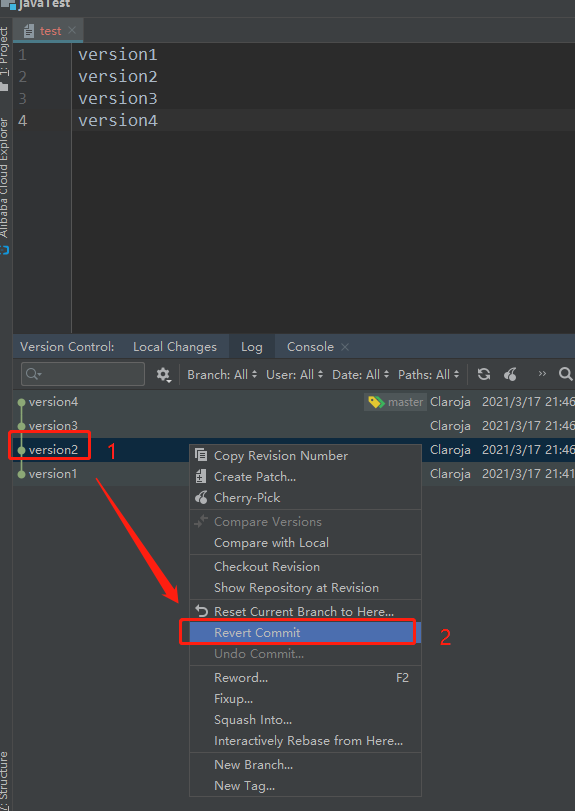 javaTest
1: Project
test
1 version1
2 version2
3 version3
4 version4
Alibaba Cloud Explorer
Version Control: Local Changes Log Console
Branch: All User: All Date: All Paths: All
version4 master Claroja 2021/3/17 21:46
version3 Claroja 2021/3/17 21:46
version2 1 Claroja 2021/3/17 21:46
version1 Claroja 2021/3/17 21:41
Copy Revision Number
Create Patch...
Cherry-Pick
Compare Versions
Compare with Local
Checkout Revision
Show Repository at Revision
Reset Current Branch to Here...
Revert Commit 2
Undo Commit...
Reword... F2
Fixup...
Squash Into...
Interactively Rebase from Here...
New Branch...
New Tag...
7: Structure